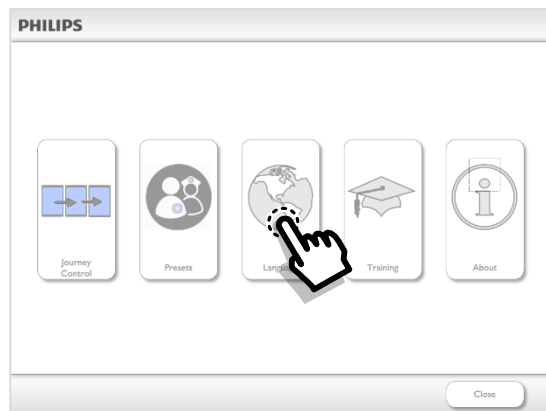 PHILIPS
Journey
Control
Presets
Training
About
Close